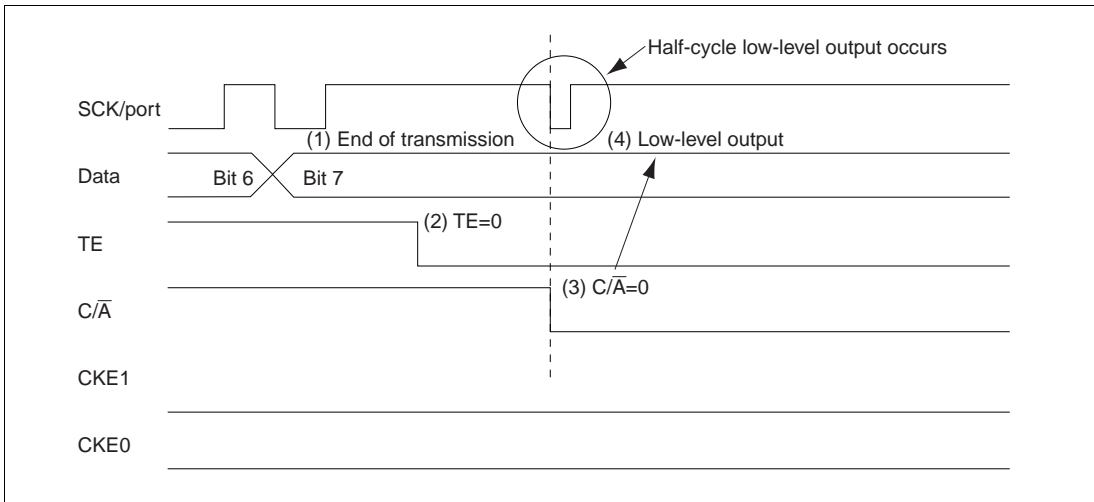 Half-cycle low-level output occurs
SCK/port
(1) End of transmission
(4) Low-level output
Data
Bit 6
Bit 7
(2) TE=0
TE
(3) C/A̅=0
C/A̅
CKE1
CKE0